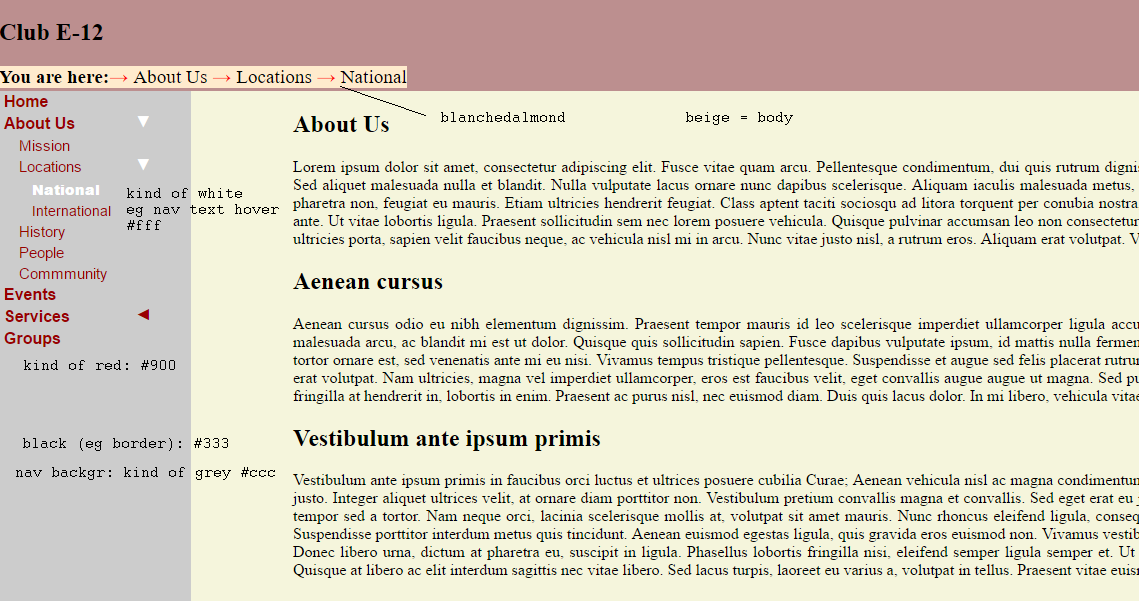 Club E-12
You are here:→ About Us → Locations → National
Home
About Us ▼
Mission
Locations ▼
National
International
History
People
Commmunity
Events
Services ◄
Groups
kind of white
eg nav text hover
#fff
kind of red: #900
black (eg border): #333
nav backgr: kind of grey #ccc
blanchedalmond
beige = body
About Us
Lorem ipsum dolor sit amet, consectetur adipiscing elit. Fusce vitae quam arcu. Pellentesque condimentum, dui quis rutrum dignis
Sed aliquet malesuada nulla et blandit. Nulla vulputate lacus ornare nunc dapibus scelerisque. Aliquam iaculis malesuada metus,
pharetra non, feugiat eu mauris. Etiam ultricies hendrerit feugiat. Class aptent taciti sociosqu ad litora torquent per conubia nostra
ante. Ut vitae lobortis ligula. Praesent sollicitudin sem nec lorem posuere vehicula. Quisque pulvinar accumsan leo non consectetur
ultricies porta, sapien velit faucibus neque, ac vehicula nisl mi in arcu. Nunc vitae justo nisl, a rutrum eros. Aliquam erat volutpat. V
Aenean cursus
Aenean cursus odio eu nibh elementum dignissim. Praesent tempor mauris id leo scelerisque imperdiet ullamcorper ligula accu
malesuada arcu, ac blandit mi est ut dolor. Quisque quis sollicitudin sapien. Fusce dapibus vulputate ipsum, id mattis nulla fermen
tortor ornare est, sed venenatis ante mi eu nisi. Vivamus tempus tristique pellentesque. Suspendisse et augue sed felis placerat rutrum
erat volutpat. Nam ultricies, magna vel imperdiet ullamcorper, eros est faucibus velit, eget convallis augue augue ut magna. Sed pu
fringilla at hendrerit in, lobortis in enim. Praesent ac purus nisl, nec euismod diam. Duis quis lacus dolor. In mi libero, vehicula vitae
Vestibulum ante ipsum primis
Vestibulum ante ipsum primis in faucibus orci luctus et ultrices posuere cubilia Curae; Aenean vehicula nisl ac magna condimentum
justo. Integer aliquet ultrices velit, at ornare diam porttitor non. Vestibulum pretium convallis magna et convallis. Sed eget erat eu
tempor sed a tortor. Nam neque orci, lacinia scelerisque mollis at, volutpat sit amet mauris. Nunc rhoncus eleifend ligula, conseq
Suspendisse porttitor interdum metus quis tincidunt. Aenean euismod egestas ligula, quis gravida eros euismod non. Vivamus vestib
Donec libero urna, dictum at pharetra eu, suscipit in ligula. Phasellus lobortis fringilla nisi, eleifend semper ligula semper et. Ut
Quisque at libero ac elit interdum sagittis nec vitae libero. Sed lacus turpis, laoreet eu varius a, volutpat in tellus. Praesent vitae euism